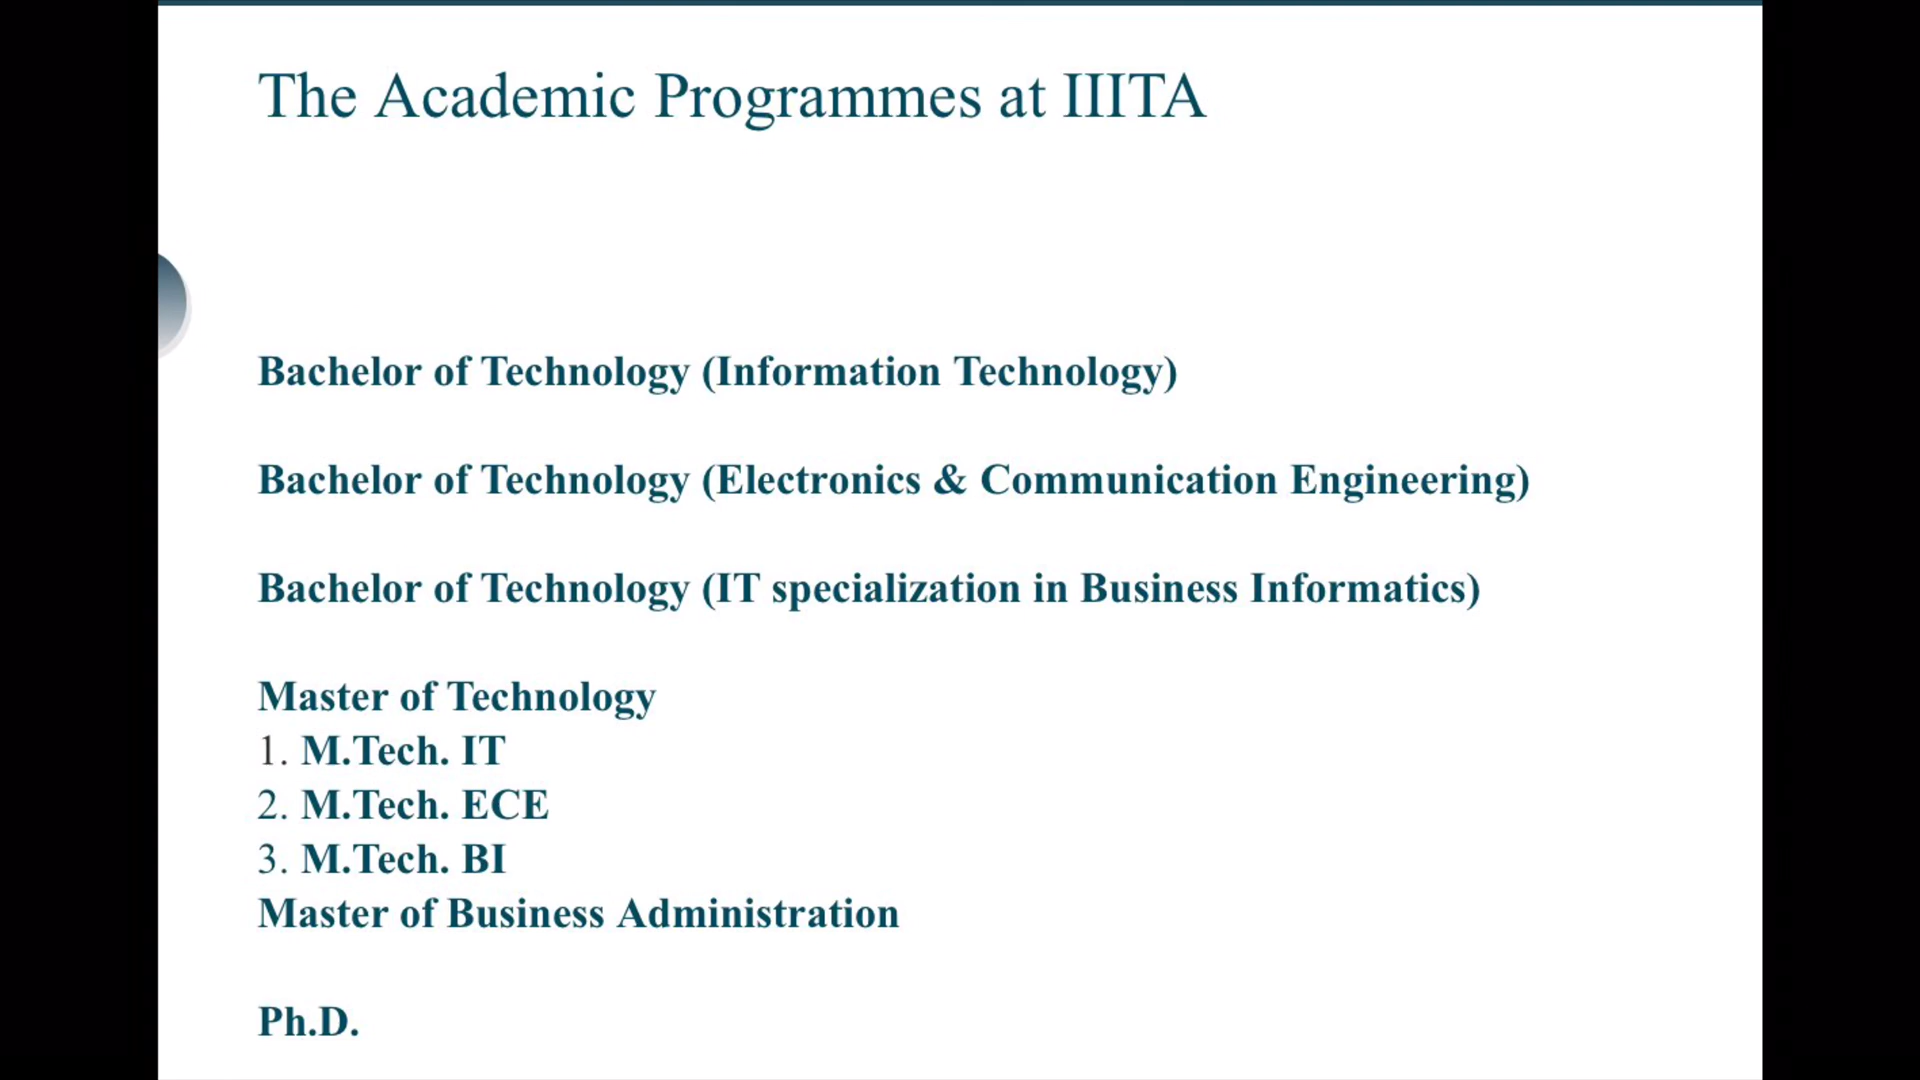 The Academic Programmes at IIITA
Bachelor of Technology (Information Technology)
Bachelor of Technology (Electronics & Communication Engineering)
Bachelor of Technology (IT specialization in Business Informatics)
Master of Technology
1. M.Tech. IT
2. M.Tech. ECE
3. M.Tech. BI
Master of Business Administration
Ph.D.